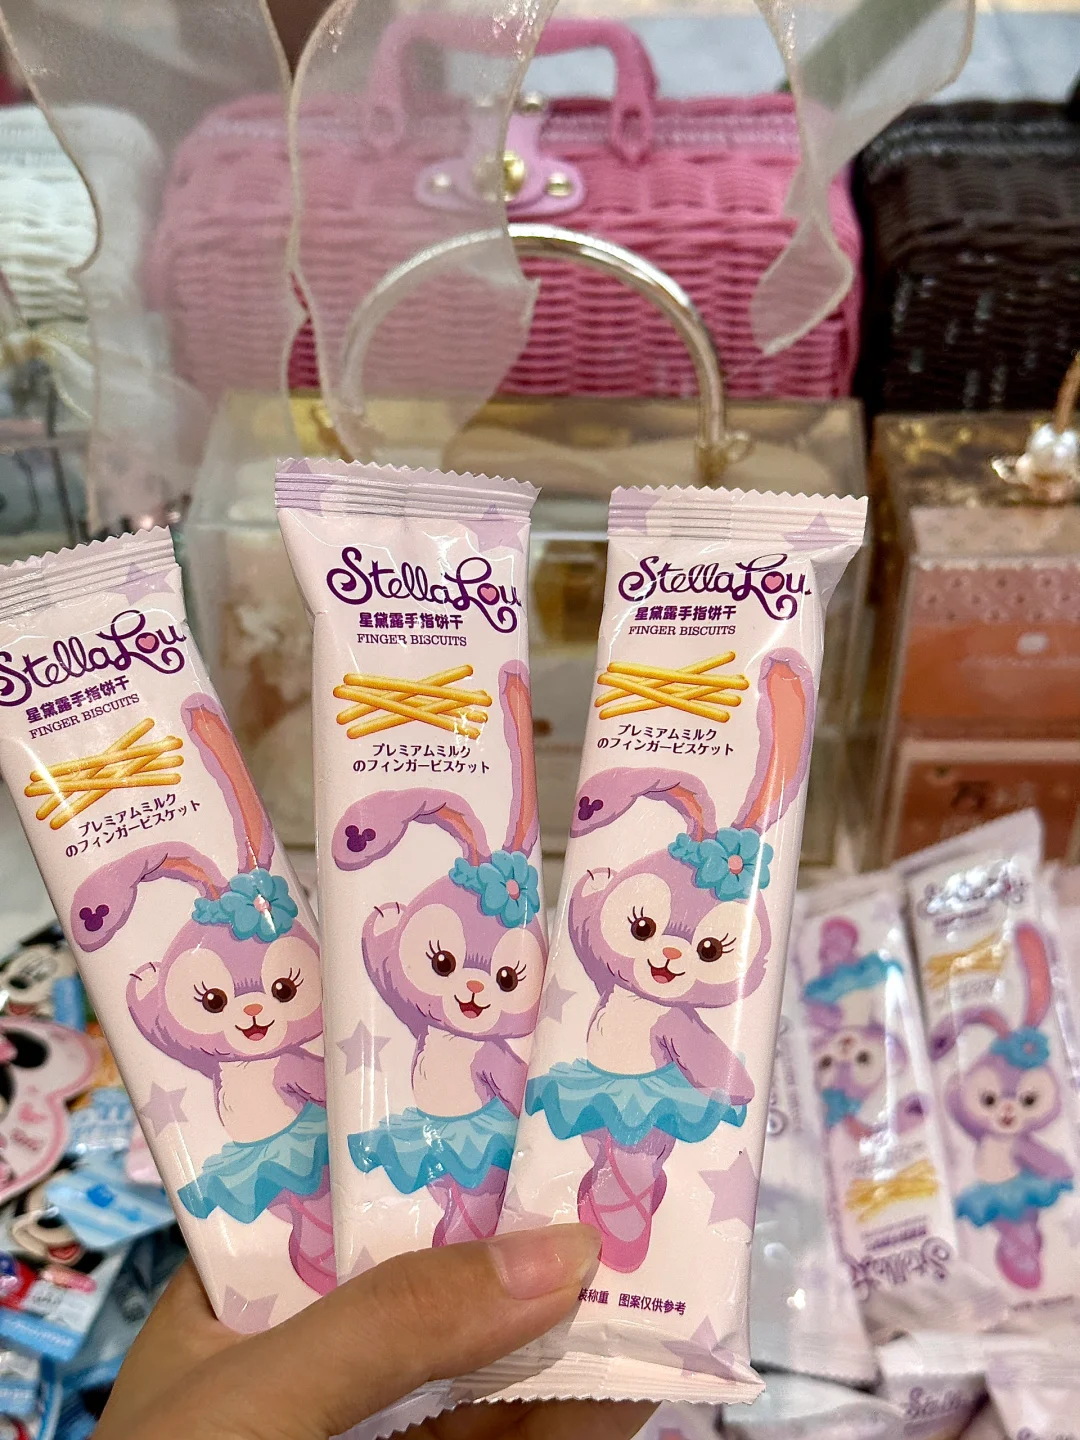 StellaLou
星黛露手指饼干
FINGER BISCUITS
プレミアムミルク
のフィンガービスケット
StellaLou
星黛露手指饼干
FINGER BISCUITS
プレミアムミルク
のフィンガービスケット
StellaLou
星黛露手指饼干
FINGER BISCUITS
プレミアムミルク
のフィンガービスケット
装称重 图案仅供参考